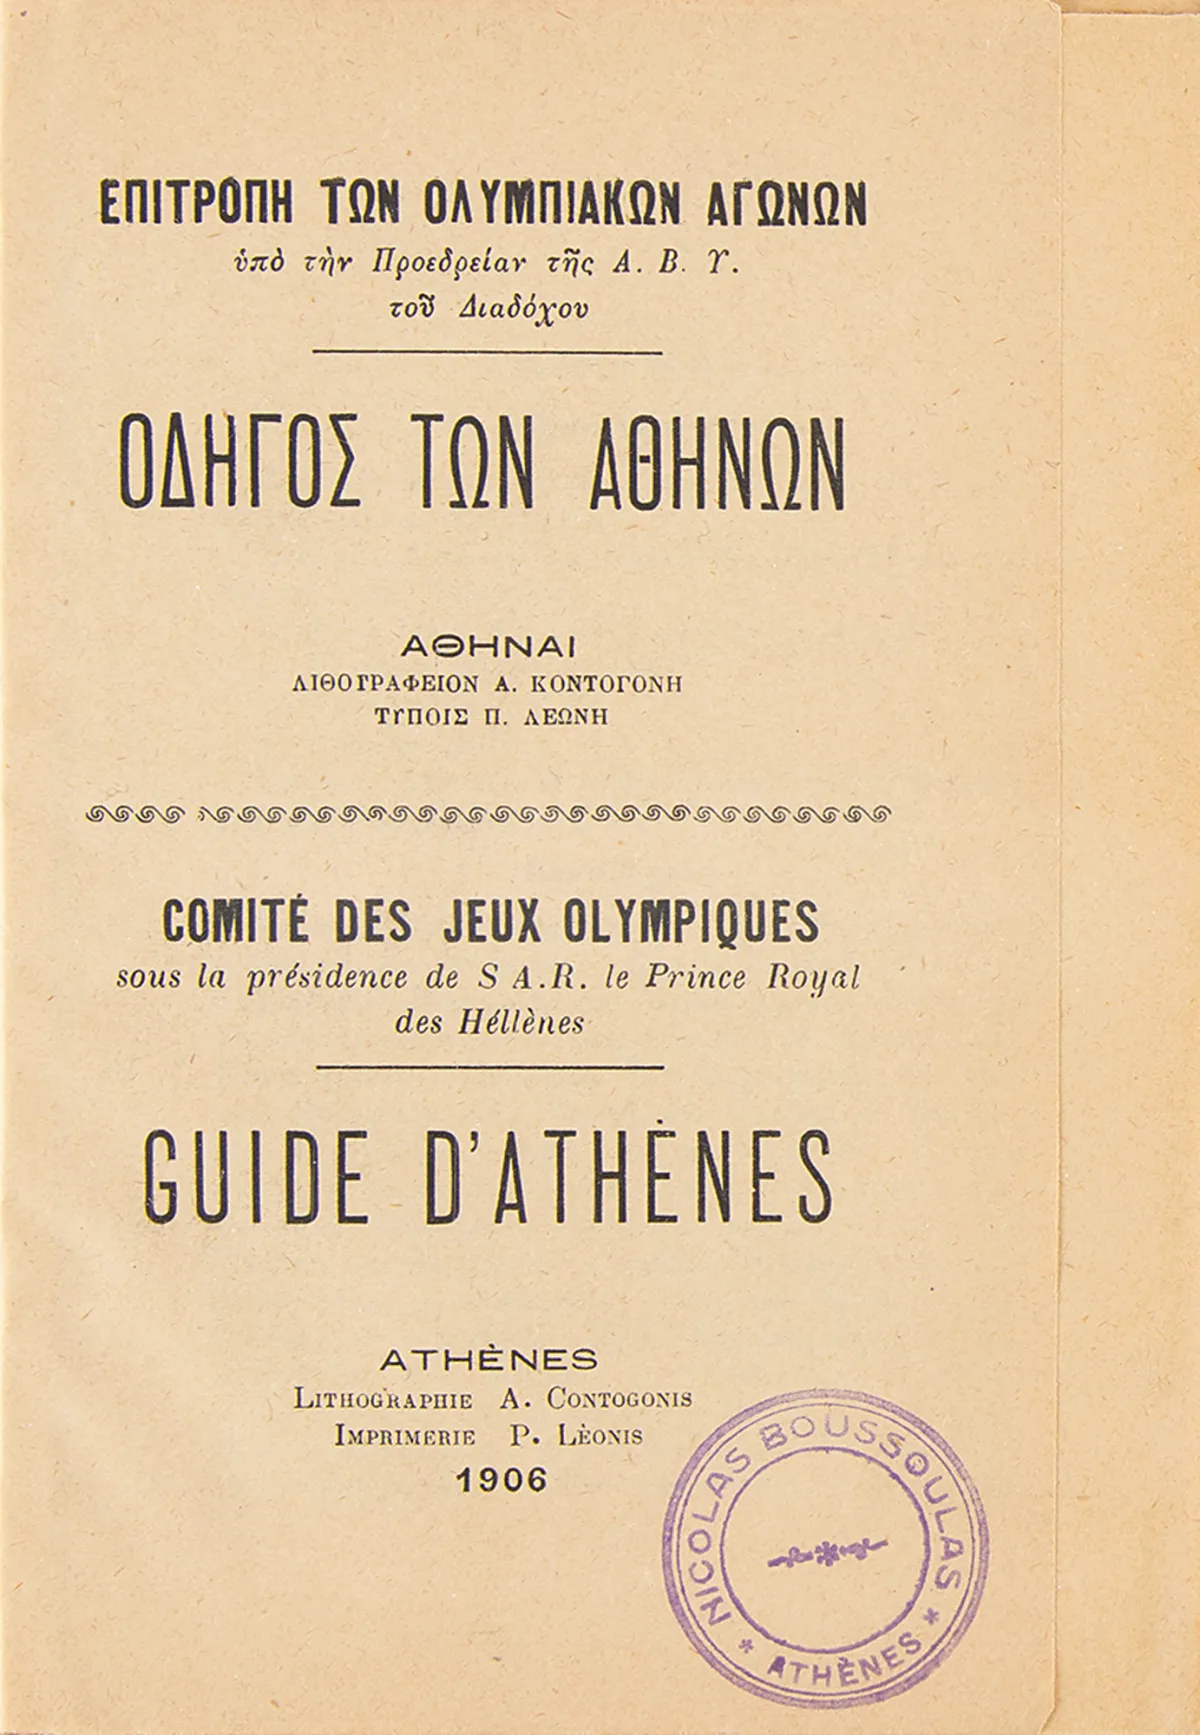 ΕΠΙΤΡΟΠΗ ΤΩΝ ΟΛΥΜΠΙΑΚΩΝ ΑΓΩΝΩΝ
ὑπὸ τὴν Προεδρείαν τῆς Α. Β. Υ.
τοῦ Διαδόχου
ΟΔΗΓΟΣ ΤΩΝ ΑΘΗΝΩΝ
ΑΘΗΝΑΙ
ΛΙΘΟΓΡΑΦΕΙΟΝ Α. ΚΟΝΤΟΓΟΝΗ
ΤΥΠΟΙΣ Π. ΛΕΩΝΗ
COMITÉ DES JEUX OLYMPIQUES
sous la présidence de S A.R. le Prince Royal
des Héllènes
GUIDE D'ATHÈNES
ATHÈNES
LITHOGRAPHIE A. CONTOGONIS
IMPRIMERIE P. LÈONIS
1906
NICOLAS BOUSSOULAS
* ATHÈNES *